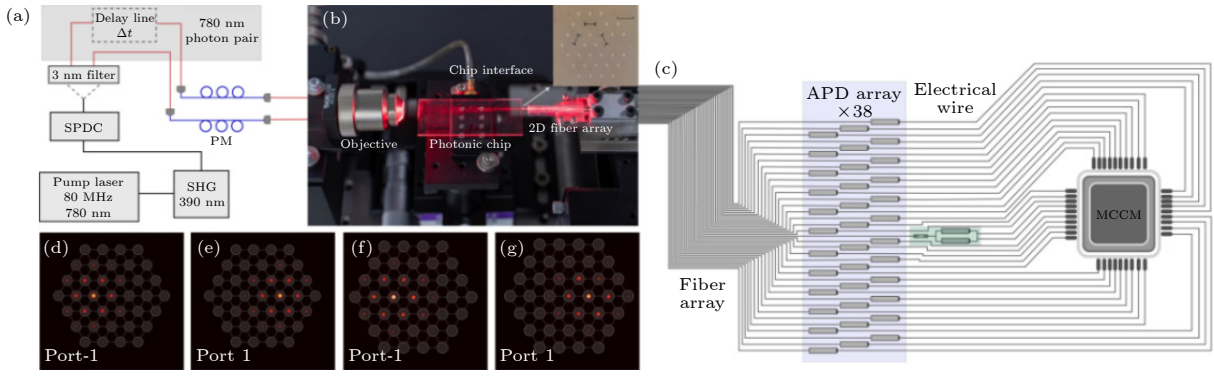 (a)
Delay line
Δt
780 nm
photon pair
3 nm filter
SPDC
PM
Pump laser
80 MHz
780 nm
SHG
390 nm
(b)
Chip interface
2D fiber array
Objective
Photonic chip
(c)
APD array
×38
Electrical
wire
MCCM
Fiber
array
(d)
Port-1
(e)
Port 1
(f)
Port-1
(g)
Port 1